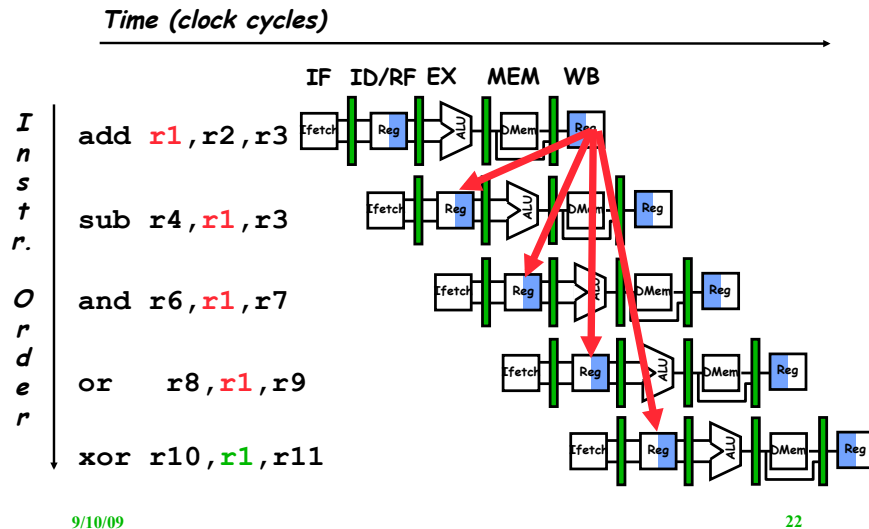 Time (clock cycles)
IF ID/RF EX MEM WB
Instr. Order
add r1,r2,r3
Ifetch Reg ALU DMem Reg
sub r4,r1,r3
Ifetch Reg ALU DMem Reg
and r6,r1,r7
Ifetch Reg ALU DMem Reg
or r8,r1,r9
Ifetch Reg ALU DMem Reg
xor r10,r1,r11
Ifetch Reg ALU DMem Reg
9/10/09
22